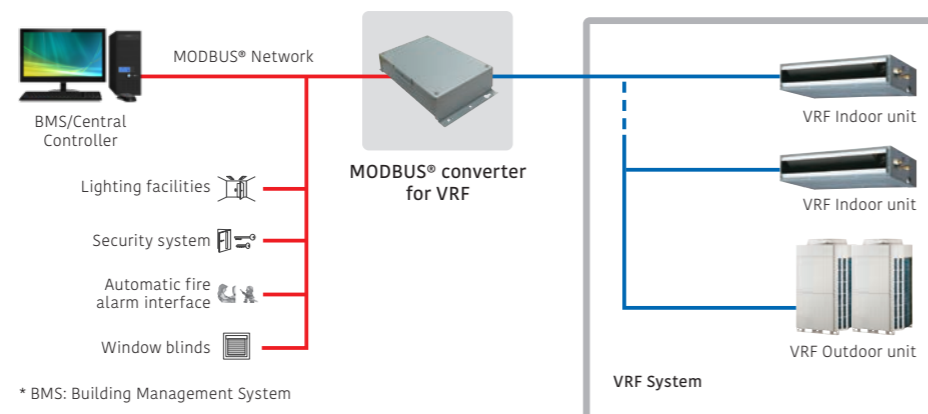 MODBUS® Network
BMS/Central
Controller
Lighting facilities
Security system
Automatic fire
alarm interface
Window blinds
* BMS: Building Management System
MODBUS® converter
for VRF
VRF Indoor unit
VRF Indoor unit
VRF Outdoor unit
VRF System